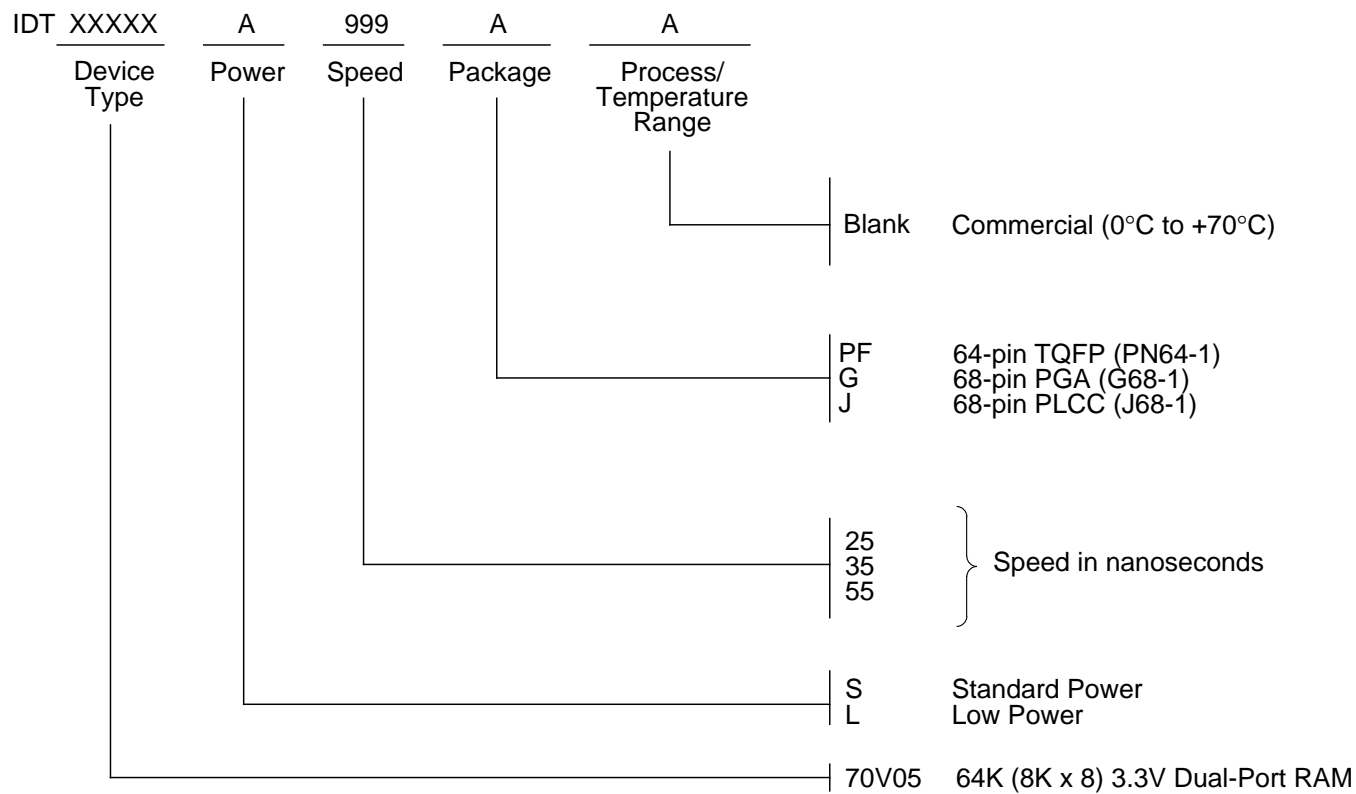 IDT XXXXX A 999 A A
Device Type Power Speed Package Process/
Temperature
Range
Blank Commercial (0°C to +70°C)
PF 64-pin TQFP (PN64-1)
G 68-pin PGA (G68-1)
J 68-pin PLCC (J68-1)
25
35
55
Speed in nanoseconds
S Standard Power
L Low Power
70V05 64K (8K x 8) 3.3V Dual-Port RAM